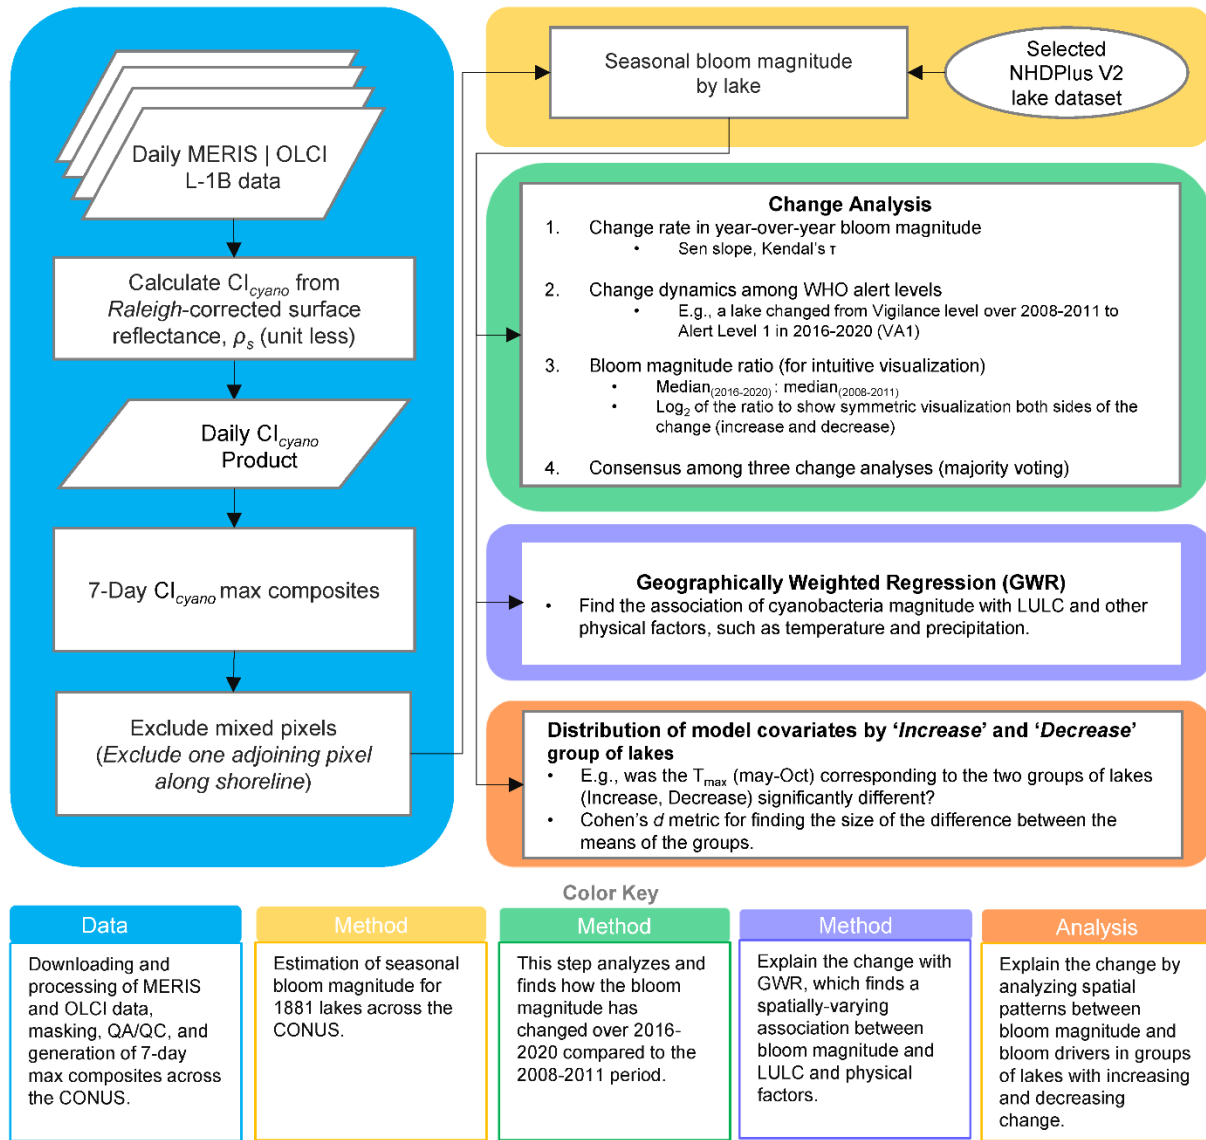 Daily MERIS | OLCI
L-1B data
Calculate CIcyano from
Raleigh-corrected surface
reflectance, ρs (unit less)
Daily CIcyano
Product
7-Day CIcyano max composites
Exclude mixed pixels
(Exclude one adjoining pixel
along shoreline)
Seasonal bloom magnitude
by lake
Selected
NHDPlus V2
lake dataset
Change Analysis
1. Change rate in year-over-year bloom magnitude
• Sen slope, Kendal's τ
2. Change dynamics among WHO alert levels
• E.g., a lake changed from Vigilance level over 2008-2011 to
Alert Level 1 in 2016-2020 (VA1)
3. Bloom magnitude ratio (for intuitive visualization)
• Median(2016-2020) : median(2008-2011)
• Log2 of the ratio to show symmetric visualization both sides of the
change (increase and decrease)
4. Consensus among three change analyses (majority voting)
Geographically Weighted Regression (GWR)
• Find the association of cyanobacteria magnitude with LULC and other
physical factors, such as temperature and precipitation.
Distribution of model covariates by 'Increase' and 'Decrease'
group of lakes
• E.g., was the Tmax (may-Oct) corresponding to the two groups of lakes
(Increase, Decrease) significantly different?
• Cohen's d metric for finding the size of the difference between the
means of the groups.
Color Key
Data
Downloading and
processing of MERIS
and OLCI data,
masking, QA/QC, and
generation of 7-day
max composites across
the CONUS.
Method
Estimation of seasonal
bloom magnitude for
1881 lakes across the
CONUS.
Method
This step analyzes and
finds how the bloom
magnitude has
changed over 2016-
2020 compared to the
2008-2011 period.
Method
Explain the change with
GWR, which finds a
spatially-varying
association between
bloom magnitude and
LULC and physical
factors.
Analysis
Explain the change by
analyzing spatial
patterns between
bloom magnitude and
bloom drivers in groups
of lakes with increasing
and decreasing
change.